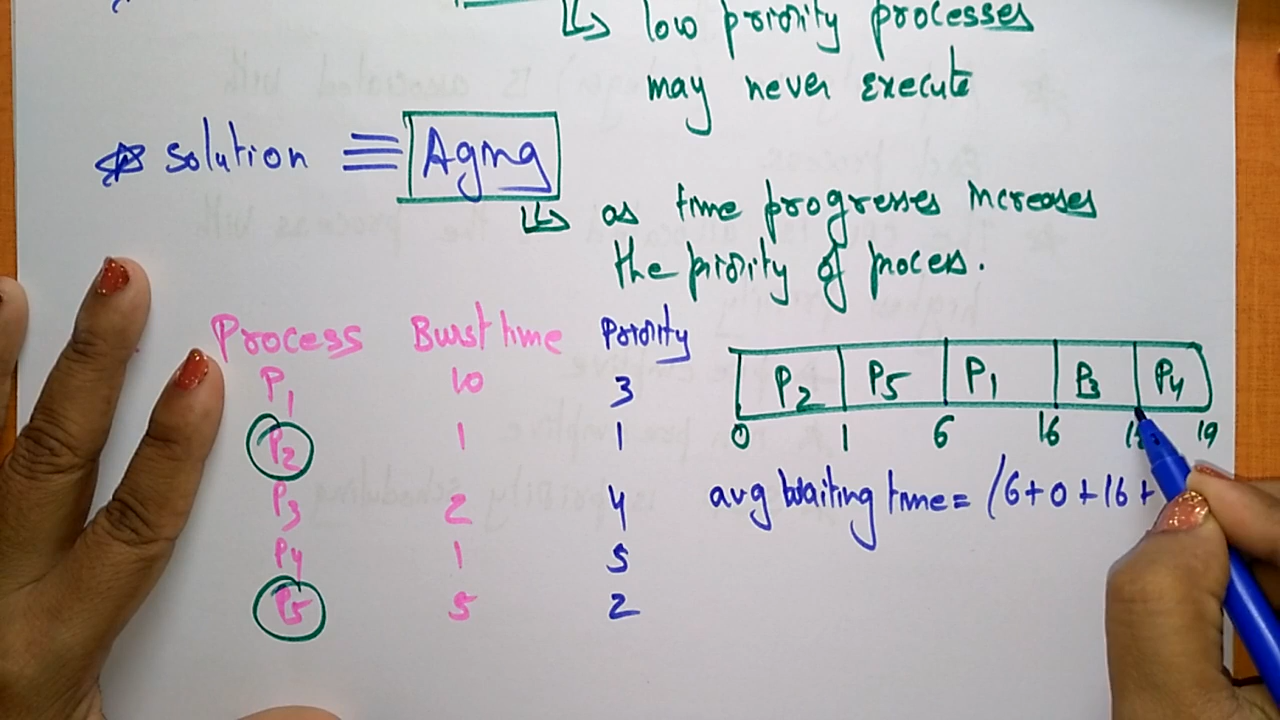 ↳ low priority processes
may never execute
☆ solution ≡ Aging
↳ as time progresses increases
the priority of proces.
Process Burst time Priority
P1 10 3
P2 1 1
P3 2 4
P4 1 5
P5 5 2
P2 P5 P1 P3 P4
0 1 6 16 19
avg waiting time = (6+0+16+